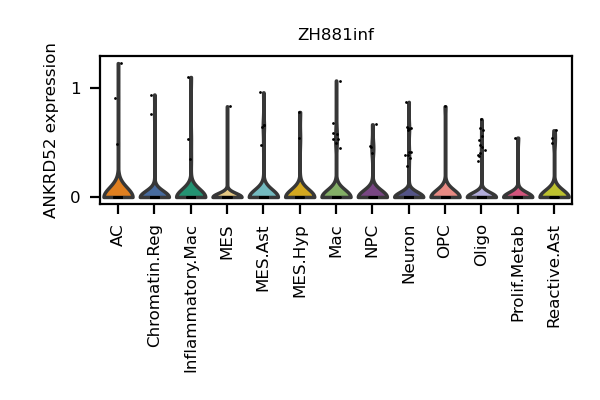 ZH881inf
ANKRD52 expression
1
0
AC
Chromatin.Reg
Inflammatory.Mac
MES
MES.Ast
MES.Hyp
Mac
NPC
Neuron
OPC
Oligo
Prolif.Metab
Reactive.Ast